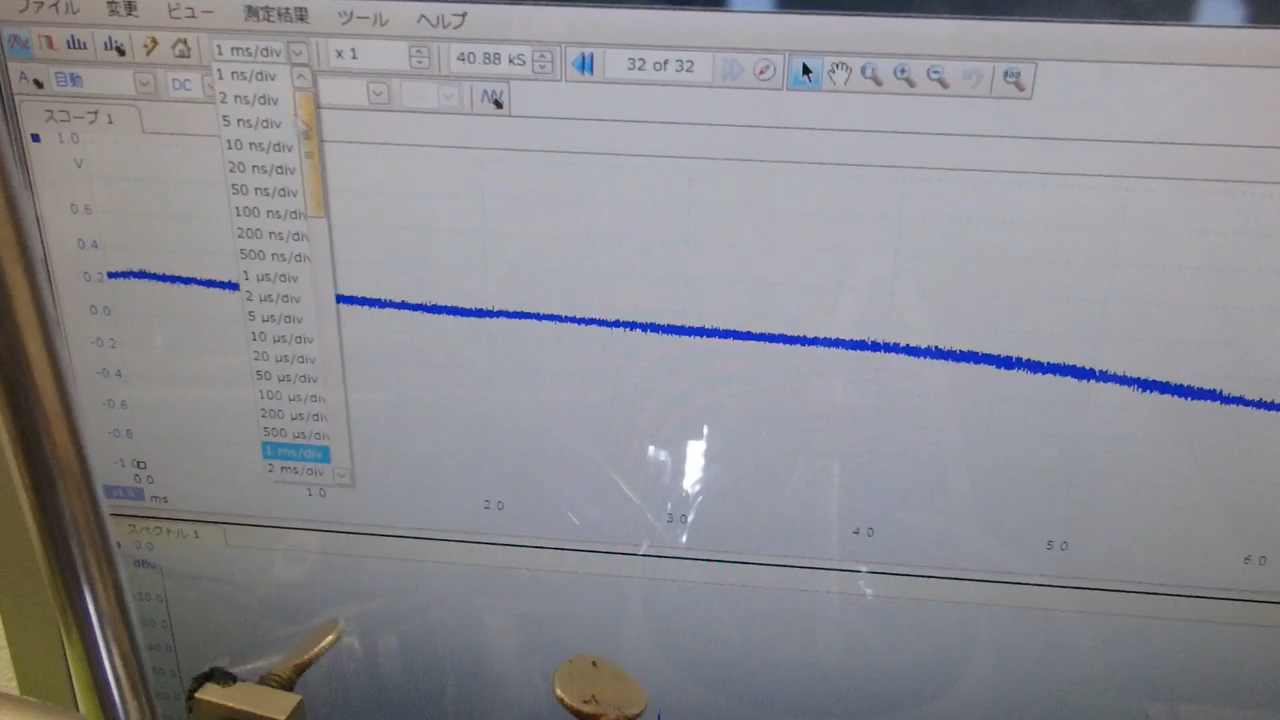 ファイル 変更 ビュー 測定結果 ツール ヘルプ
1 ms/div x 1 40.88 kS 32 of 32
A 自動 DC
1 ns/div
2 ns/div
5 ns/div
10 ns/div
20 ns/div
50 ns/div
100 ns/div
200 ns/div
500 ns/div
1 µs/div
2 µs/div
5 µs/div
10 µs/div
20 µs/div
50 µs/div
100 µs/div
200 µs/div
500 µs/div
1 ms/div
2 ms/div
スコープ 1
1.0
V
0.6
0.4
0.2
0.0
-0.2
-0.4
-0.6
-0.8
-1.0
0.0 1.0 2.0 3.0 4.0 5.0 6.0
ms
スペクトル 1
0.0
dBu
-20.0